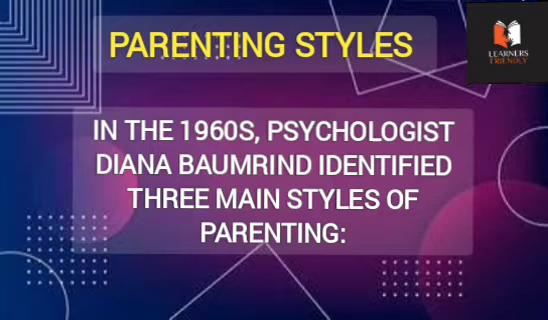 PARENTING STYLES
LEARNERS
FRIENDLY
IN THE 1960S, PSYCHOLOGIST
DIANA BAUMRIND IDENTIFIED
THREE MAIN STYLES OF
PARENTING: